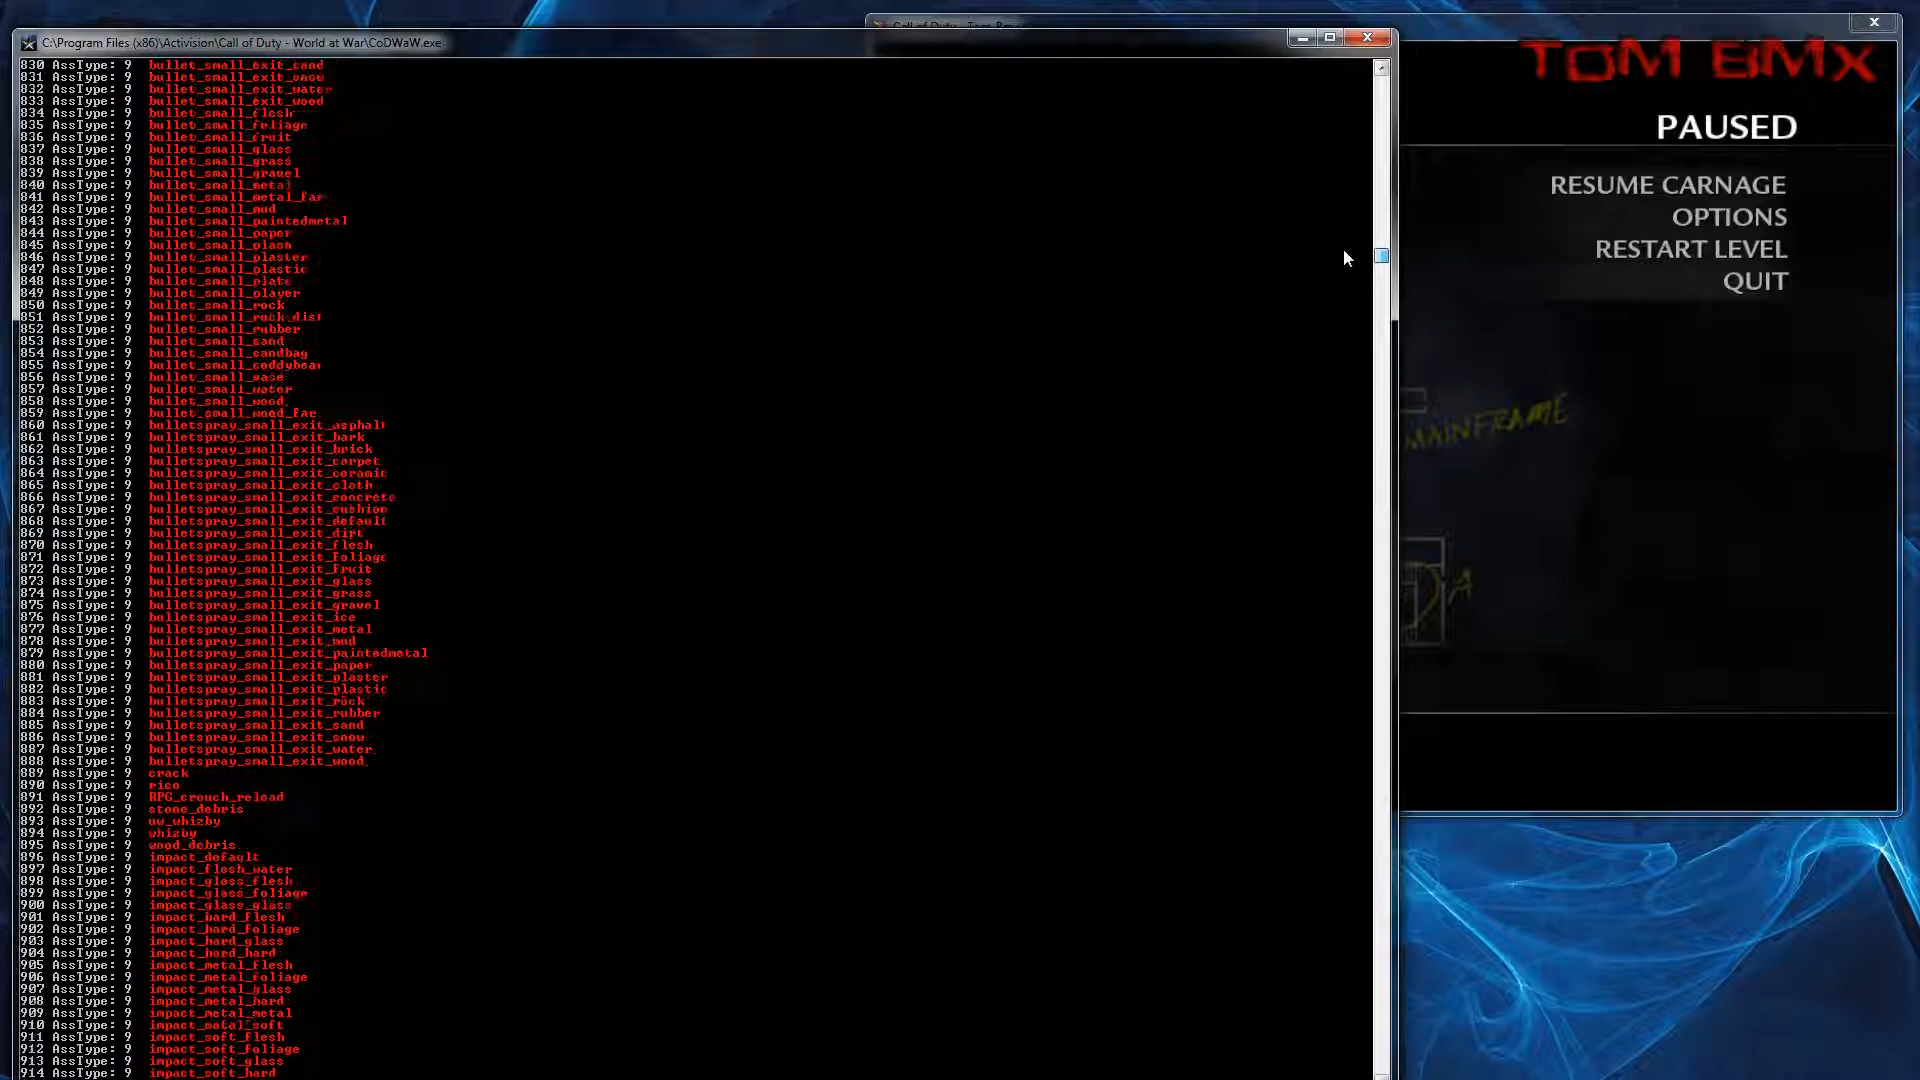 Call of Duty - Tom_Bmx
C:\Program Files (x86)\Activision\Call of Duty - World at War\CoDWaW.exe
830 AssType: 9 bullet_small_exit_sand
831 AssType: 9 bullet_small_exit_vase
832 AssType: 9 bullet_small_exit_water
833 AssType: 9 bullet_small_exit_wood
834 AssType: 9 bullet_small_flesh
835 AssType: 9 bullet_small_foliage
836 AssType: 9 bullet_small_fruit
837 AssType: 9 bullet_small_glass
838 AssType: 9 bullet_small_grass
839 AssType: 9 bullet_small_gravel
840 AssType: 9 bullet_small_metal
841 AssType: 9 bullet_small_metal_far
842 AssType: 9 bullet_small_mud
843 AssType: 9 bullet_small_paintedmetal
844 AssType: 9 bullet_small_paper
845 AssType: 9 bullet_small_plash
846 AssType: 9 bullet_small_plaster
847 AssType: 9 bullet_small_plastic
848 AssType: 9 bullet_small_plate
849 AssType: 9 bullet_small_player
850 AssType: 9 bullet_small_rock
851 AssType: 9 bullet_small_rock_dist
852 AssType: 9 bullet_small_rubber
853 AssType: 9 bullet_small_sand
854 AssType: 9 bullet_small_sandbag
855 AssType: 9 bullet_small_teddybear
856 AssType: 9 bullet_small_vase
857 AssType: 9 bullet_small_water
858 AssType: 9 bullet_small_wood
859 AssType: 9 bullet_small_wood_far
860 AssType: 9 bulletspray_small_exit_asphalt
861 AssType: 9 bulletspray_small_exit_bark
862 AssType: 9 bulletspray_small_exit_brick
863 AssType: 9 bulletspray_small_exit_carpet
864 AssType: 9 bulletspray_small_exit_ceramic
865 AssType: 9 bulletspray_small_exit_cloth
866 AssType: 9 bulletspray_small_exit_concrete
867 AssType: 9 bulletspray_small_exit_cushion
868 AssType: 9 bulletspray_small_exit_default
869 AssType: 9 bulletspray_small_exit_dirt
870 AssType: 9 bulletspray_small_exit_flesh
871 AssType: 9 bulletspray_small_exit_foliage
872 AssType: 9 bulletspray_small_exit_fruit
873 AssType: 9 bulletspray_small_exit_glass
874 AssType: 9 bulletspray_small_exit_grass
875 AssType: 9 bulletspray_small_exit_gravel
876 AssType: 9 bulletspray_small_exit_ice
877 AssType: 9 bulletspray_small_exit_metal
878 AssType: 9 bulletspray_small_exit_mud
879 AssType: 9 bulletspray_small_exit_paintedmetal
880 AssType: 9 bulletspray_small_exit_paper
881 AssType: 9 bulletspray_small_exit_plaster
882 AssType: 9 bulletspray_small_exit_plastic
883 AssType: 9 bulletspray_small_exit_rock
884 AssType: 9 bulletspray_small_exit_rubber
885 AssType: 9 bulletspray_small_exit_sand
886 AssType: 9 bulletspray_small_exit_snow
887 AssType: 9 bulletspray_small_exit_water
888 AssType: 9 bulletspray_small_exit_wood
889 AssType: 9 crack
890 AssType: 9 rico
891 AssType: 9 RPG_crouch_reload
892 AssType: 9 stone_debris
893 AssType: 9 uw_whizby
894 AssType: 9 whizby
895 AssType: 9 wood_debris
896 AssType: 9 impact_default
897 AssType: 9 impact_flesh_water
898 AssType: 9 impact_glass_flesh
899 AssType: 9 impact_glass_foliage
900 AssType: 9 impact_glass_glass
901 AssType: 9 impact_hard_flesh
902 AssType: 9 impact_hard_foliage
903 AssType: 9 impact_hard_glass
904 AssType: 9 impact_hard_hard
905 AssType: 9 impact_metal_flesh
906 AssType: 9 impact_metal_foliage
907 AssType: 9 impact_metal_glass
908 AssType: 9 impact_metal_hard
909 AssType: 9 impact_metal_metal
910 AssType: 9 impact_metal_soft
911 AssType: 9 impact_soft_flesh
912 AssType: 9 impact_soft_foliage
913 AssType: 9 impact_soft_glass
914 AssType: 9 impact_soft_hard
TOM BMX
PAUSED
RESUME CARNAGE
OPTIONS
RESTART LEVEL
QUIT
MAINFRAME